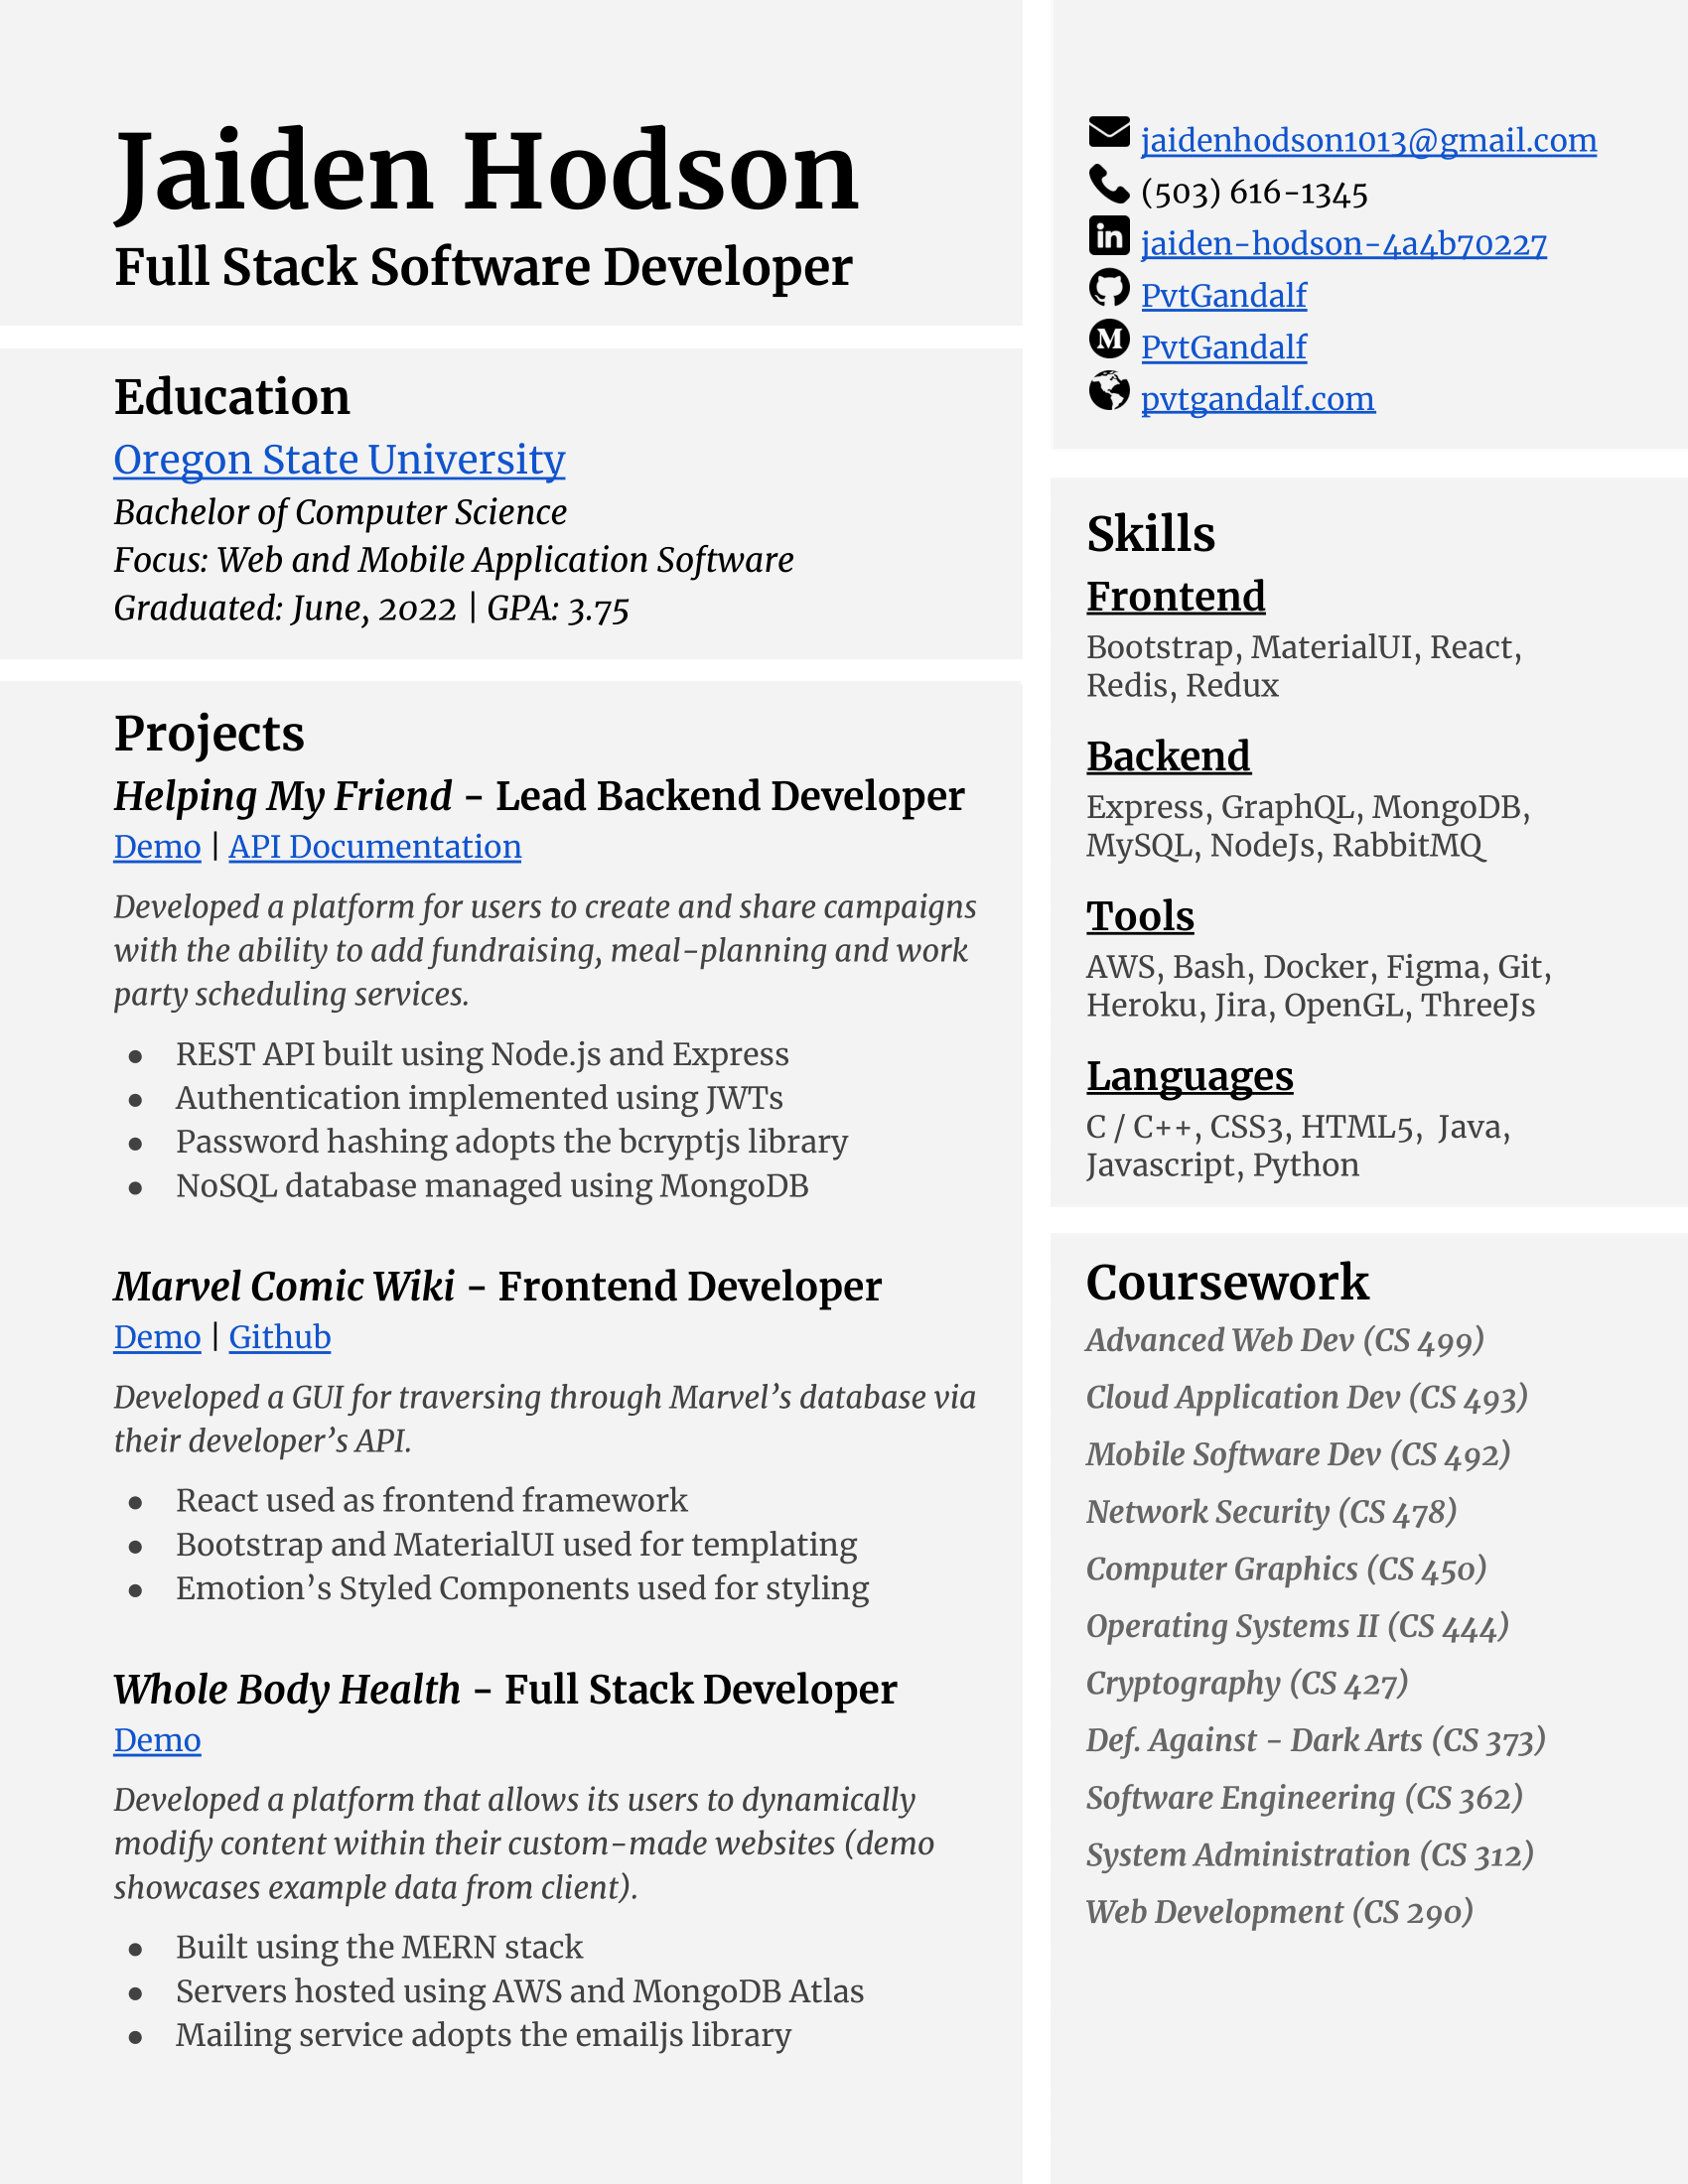 Jaiden Hodson
Full Stack Software Developer
Education
Oregon State University
Bachelor of Computer Science
Focus: Web and Mobile Application Software
Graduated: June, 2022 | GPA: 3.75
Projects
Helping My Friend - Lead Backend Developer
Demo | API Documentation
Developed a platform for users to create and share campaigns
with the ability to add fundraising, meal-planning and work
party scheduling services.
● REST API built using Node.js and Express
● Authentication implemented using JWTs
● Password hashing adopts the bcryptjs library
● NoSQL database managed using MongoDB
Marvel Comic Wiki - Frontend Developer
Demo | Github
Developed a GUI for traversing through Marvel’s database via
their developer’s API.
● React used as frontend framework
● Bootstrap and MaterialUI used for templating
● Emotion’s Styled Components used for styling
Whole Body Health - Full Stack Developer
Demo
Developed a platform that allows its users to dynamically
modify content within their custom-made websites (demo
showcases example data from client).
● Built using the MERN stack
● Servers hosted using AWS and MongoDB Atlas
● Mailing service adopts the emailjs library
jaidenhodson1013@gmail.com
(503) 616-1345
jaiden-hodson-4a4b70227
PvtGandalf
PvtGandalf
pvtgandalf.com
Skills
Frontend
Bootstrap, MaterialUI, React,
Redis, Redux
Backend
Express, GraphQL, MongoDB,
MySQL, NodeJs, RabbitMQ
Tools
AWS, Bash, Docker, Figma, Git,
Heroku, Jira, OpenGL, ThreeJs
Languages
C / C++, CSS3, HTML5,  Java,
Javascript, Python
Coursework
Advanced Web Dev (CS 499)
Cloud Application Dev (CS 493)
Mobile Software Dev (CS 492)
Network Security (CS 478)
Computer Graphics (CS 450)
Operating Systems II (CS 444)
Cryptography (CS 427)
Def. Against - Dark Arts (CS 373)
Software Engineering (CS 362)
System Administration (CS 312)
Web Development (CS 290)